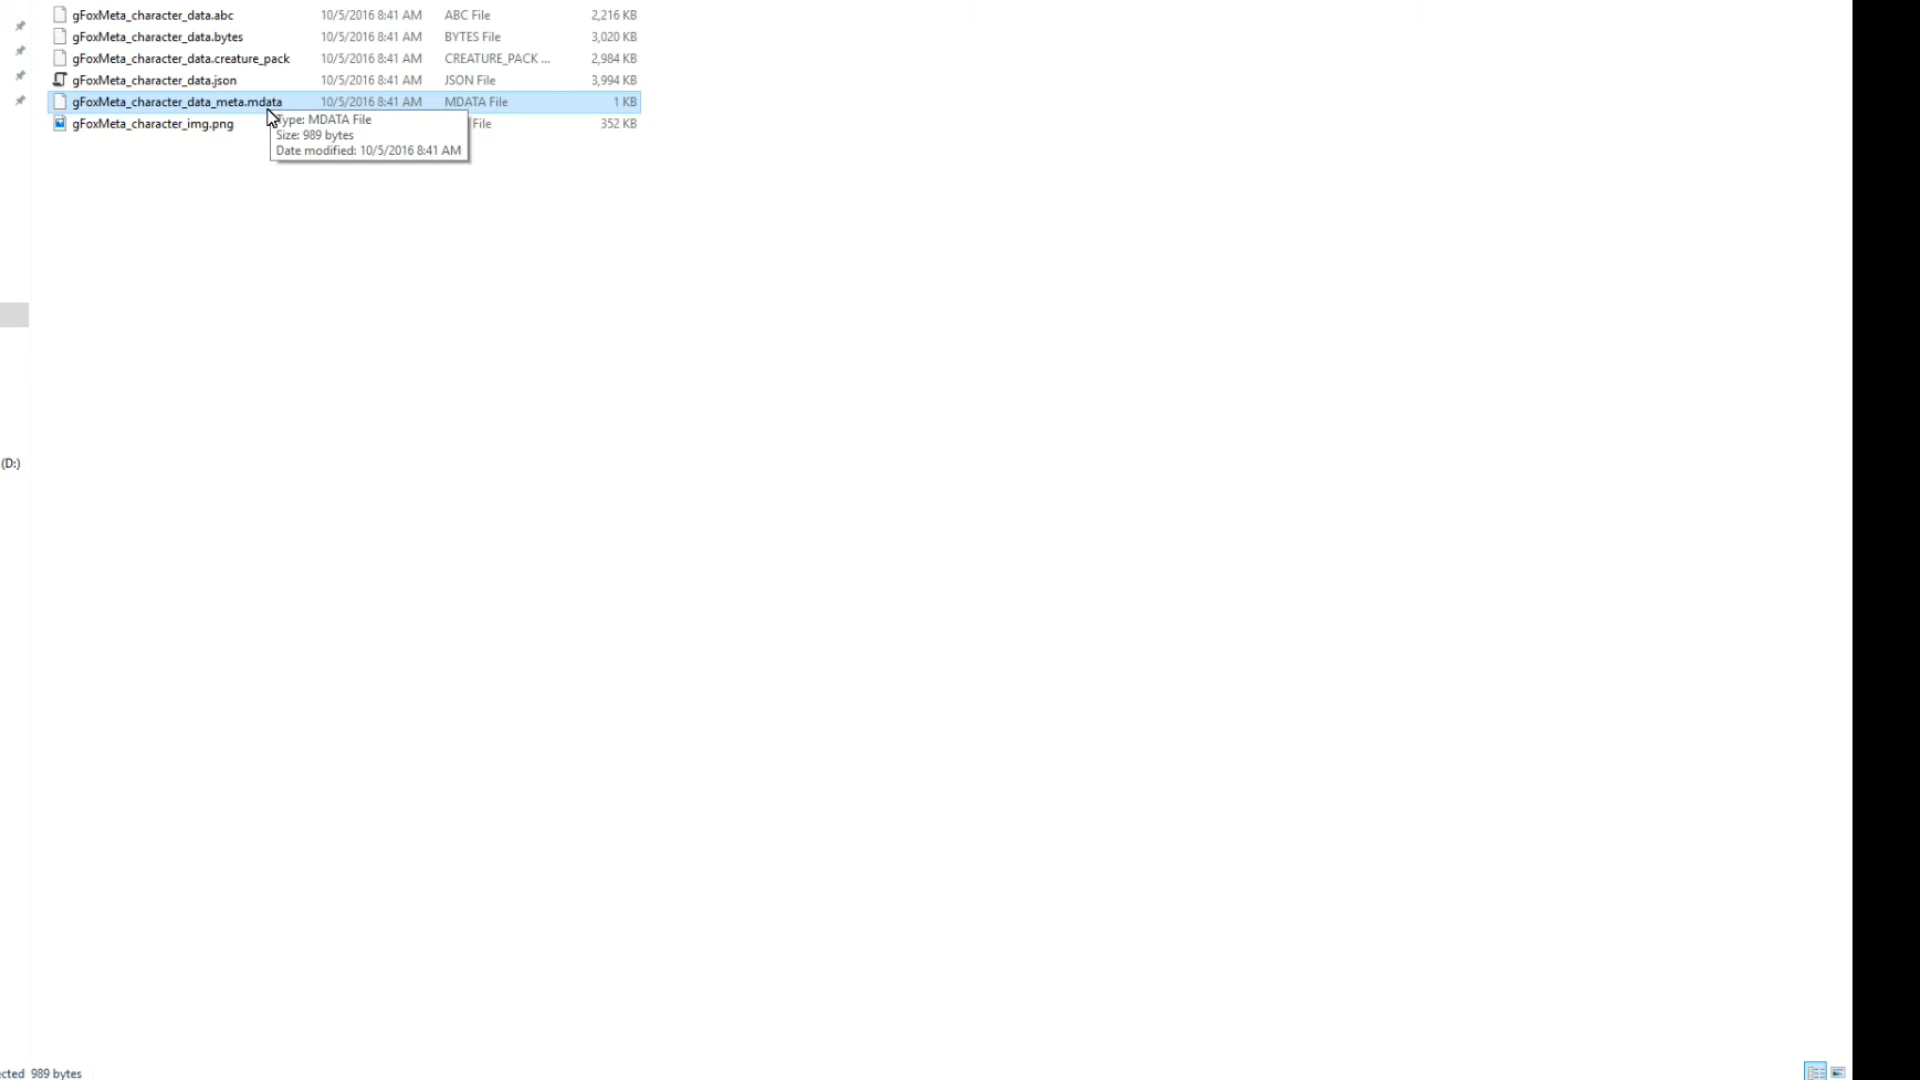 gFoxMeta_character_data.abc 10/5/2016 8:41 AM ABC File 2,216 KB
gFoxMeta_character_data.bytes 10/5/2016 8:41 AM BYTES File 3,020 KB
gFoxMeta_character_data.creature_pack 10/5/2016 8:41 AM CREATURE_PACK ... 2,984 KB
gFoxMeta_character_data.json 10/5/2016 8:41 AM JSON File 3,994 KB
gFoxMeta_character_data_meta.mdata 10/5/2016 8:41 AM MDATA File 1 KB
gFoxMeta_character_img.png File 352 KB
Type: MDATA File
Size: 989 bytes
Date modified: 10/5/2016 8:41 AM
(D:)
ected 989 bytes